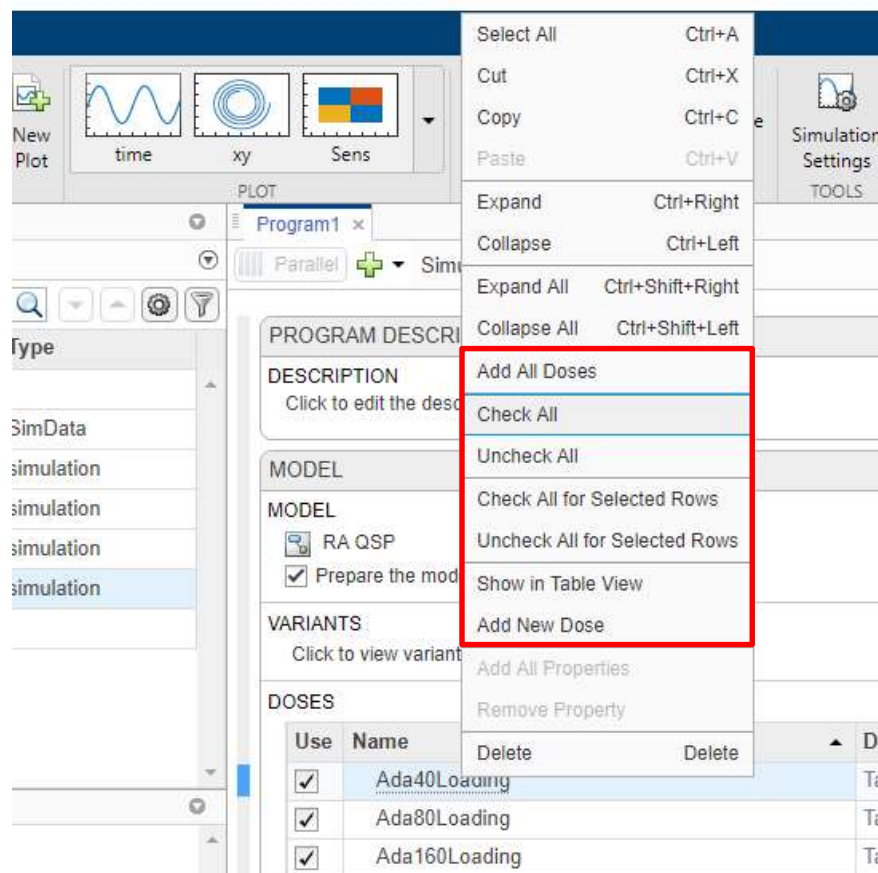 Select All Ctrl+A
Cut Ctrl+X
Copy Ctrl+C
Paste Ctrl+V
Expand Ctrl+Right
Collapse Ctrl+Left
Expand All Ctrl+Shift+Right
Collapse All Ctrl+Shift+Left
Add All Doses
Check All
Uncheck All
Check All for Selected Rows
Uncheck All for Selected Rows
Show in Table View
Add New Dose
Add All Properties
Remove Property
Delete Delete
New
Plot
time
xy
Sens
PLOT
e
Simulation
Settings
TOOLS
Type
SimData
simulation
simulation
simulation
simulation
Program1 ×
Parallel
Simu
PROGRAM DESCRI
DESCRIPTION
Click to edit the desc
MODEL
MODEL
RA QSP
Prepare the mod
VARIANTS
Click to view variant
DOSES
Use Name D
Ada40Loading Ta
Ada80Loading Ta
Ada160Loading Ta